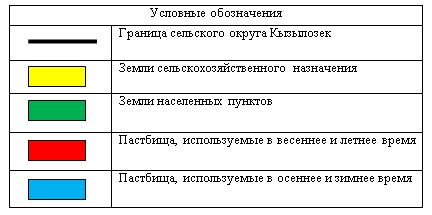 Условные обозначения
Граница сельского округа Кызылозек
Земли сельскохозяйственного назначения
Земли населенных пунктов
Пастбища, используемые в весеннее и летнее время
Пастбища, используемые в осеннее и зимнее время